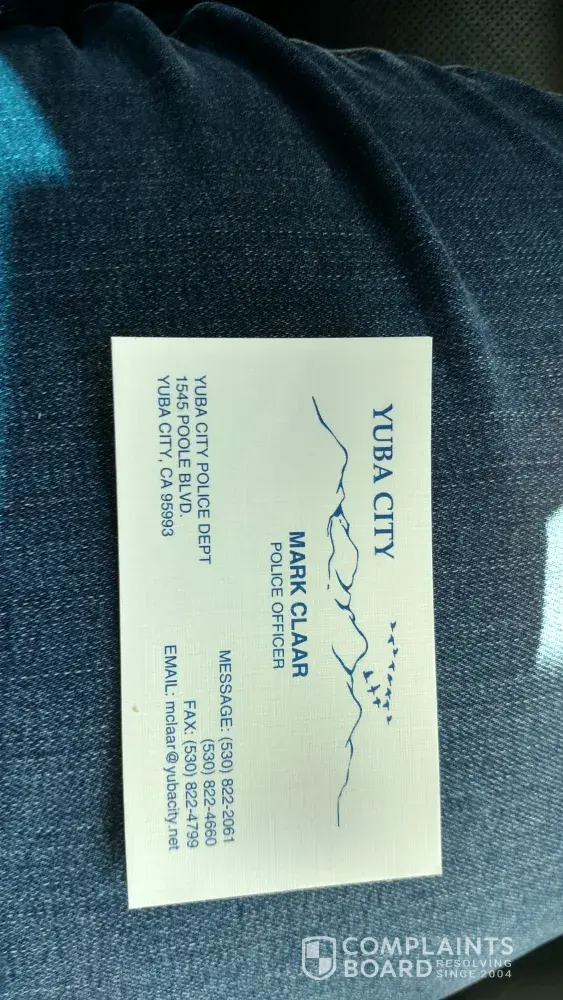 YUBA CITY
MARK CLAAR
POLICE OFFICER
YUBA CITY POLICE DEPT
1545 POOLE BLVD.
YUBA CITY, CA 95993
MESSAGE: (530) 822-2061
(530) 822-4660
FAX: (530) 822-4799
EMAIL: mclaar@yubacity.net
COMPLAINTS
BOARD RESOLVING
SINCE 2004